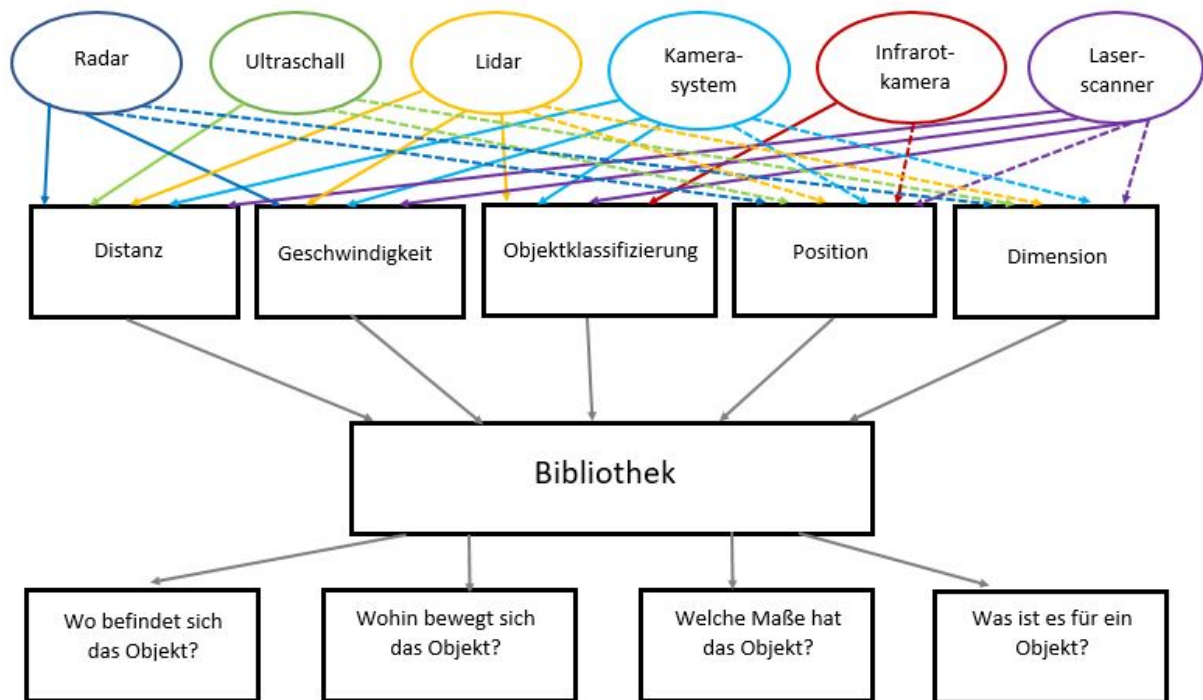 Radar
Ultraschall
Lidar
Kamera-
system
Infrarot-
kamera
Laser-
scanner
Distanz
Geschwindigkeit
Objektklassifizierung
Position
Dimension
Bibliothek
Wo befindet sich
das Objekt?
Wohin bewegt sich
das Objekt?
Welche Maße hat
das Objekt?
Was ist es für ein
Objekt?